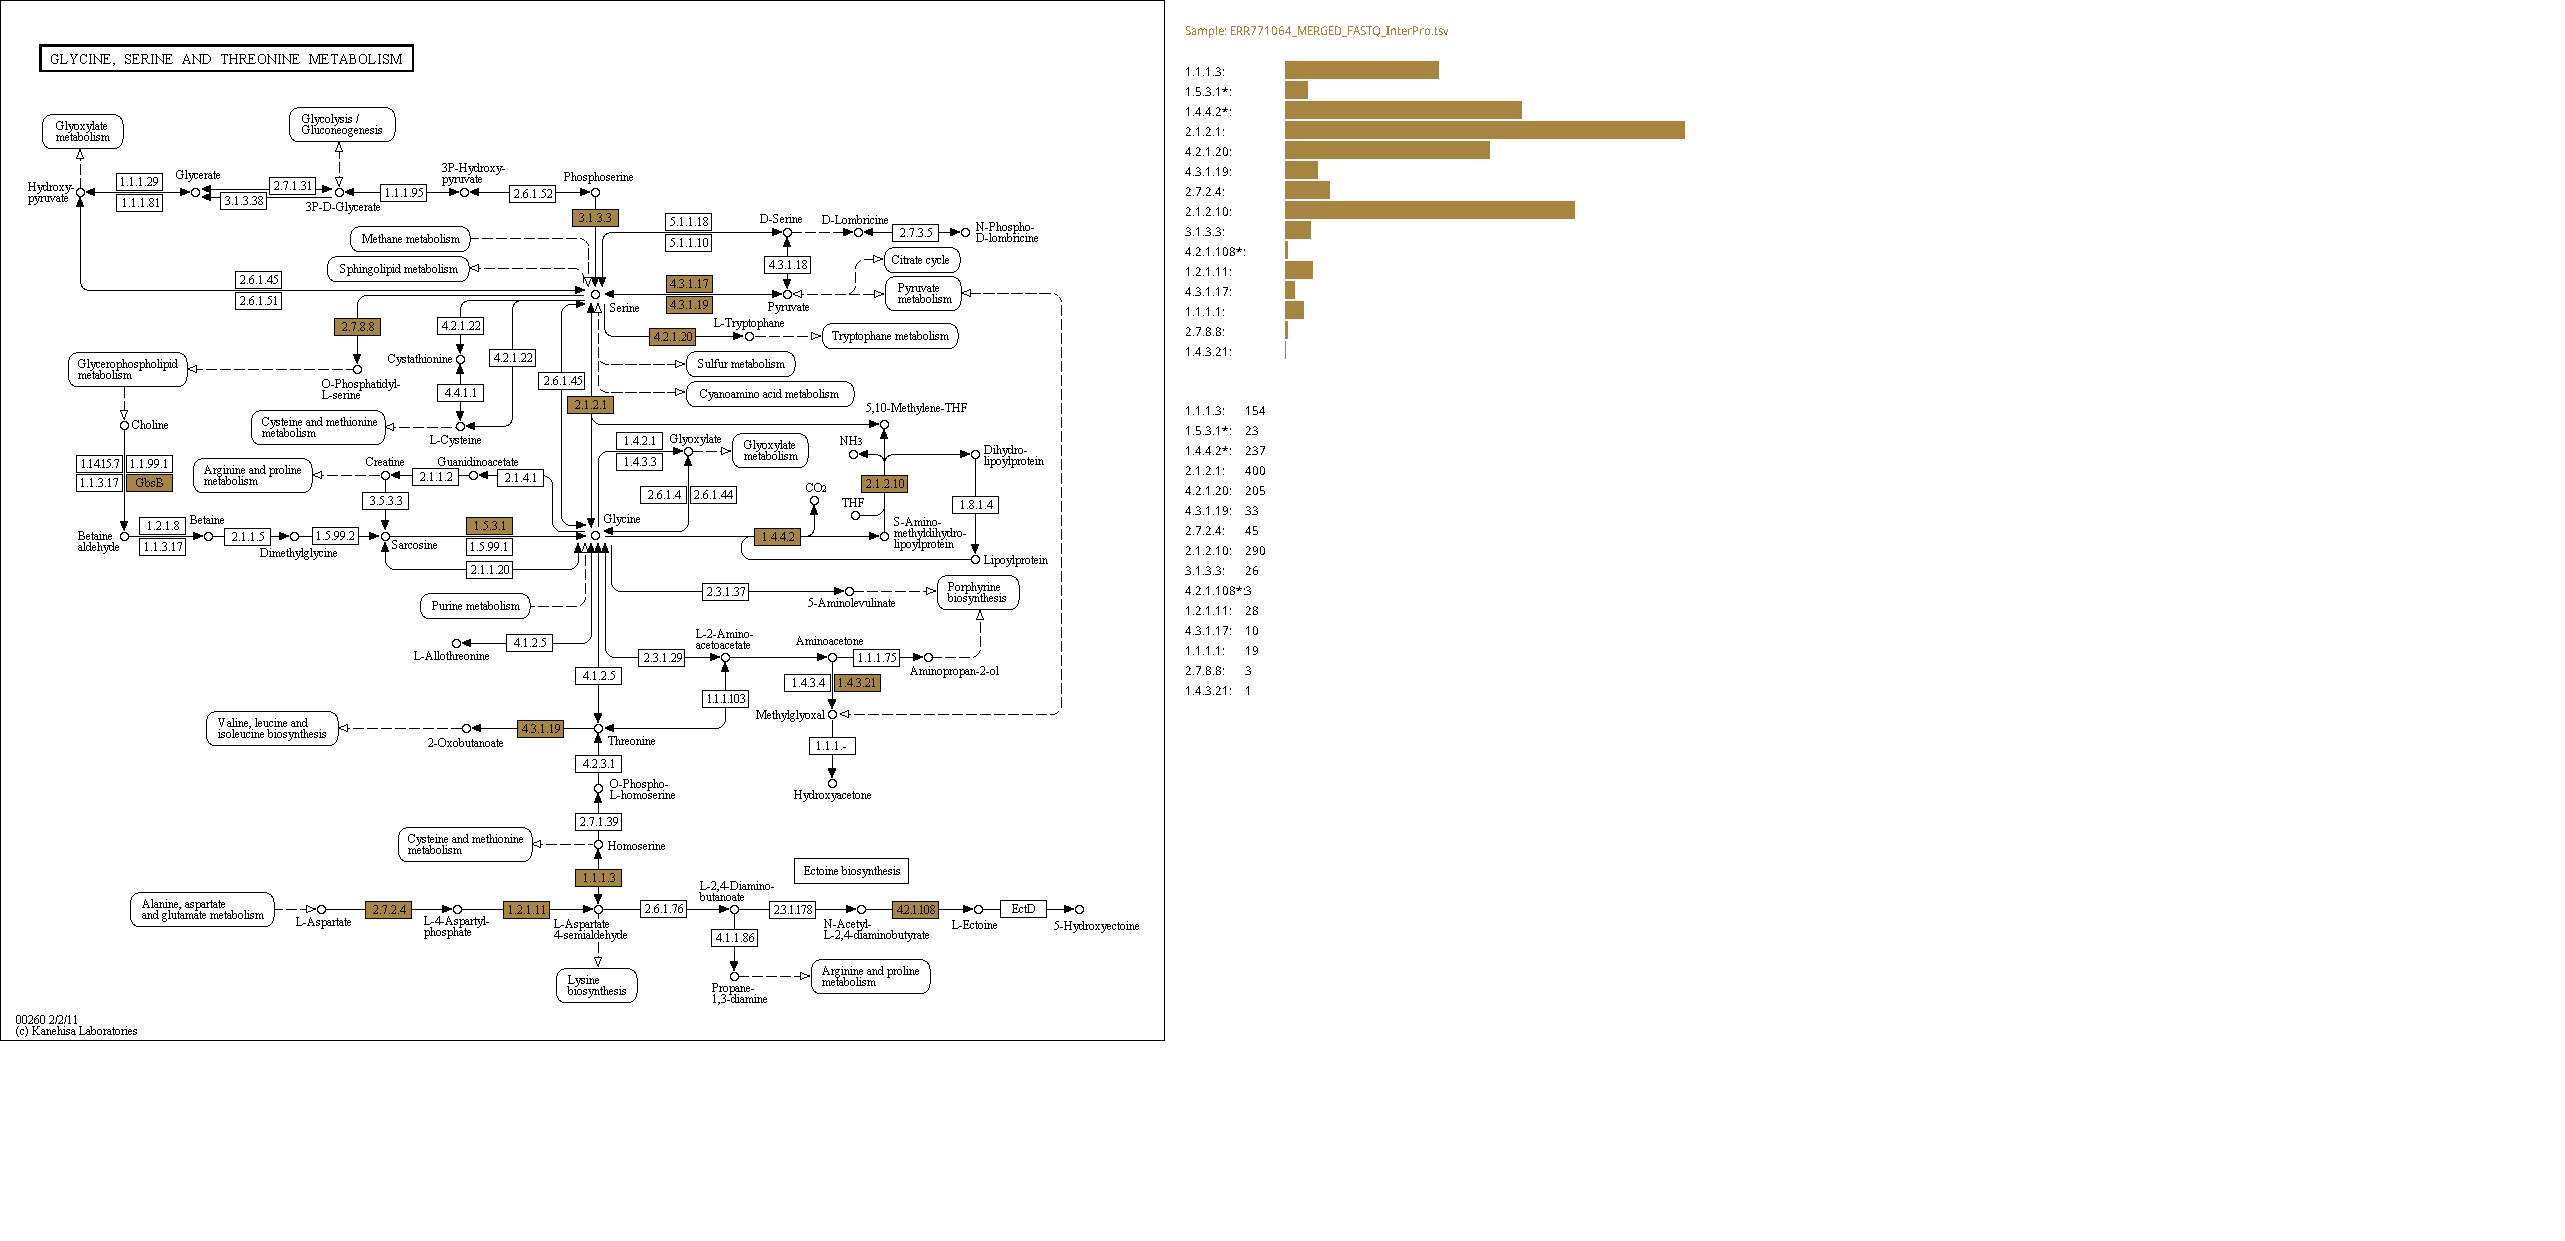 GLYCINE, SERINE AND THREONINE METABOLISM
Glyoxylate
metabolism
Glycolysis /
Gluconeogenesis
Hydroxy-
pyruvate
1.1.1.29
1.1.1.81
Glycerate
2.7.1.31
3.1.3.38
3P-D-Glycerate
1.1.1.95
3P-Hydroxy-
pyruvate
2.6.1.52
Phosphoserine
3.1.3.3
Methane metabolism
Sphingolipid metabolism
5.1.1.18
5.1.1.10
D-Serine
D-Lombricine
2.7.3.5
N-Phospho-
D-lombricine
4.3.1.18
Citrate cycle
2.6.1.45
2.6.1.51
Serine
4.3.1.17
4.3.1.19
Pyruvate
Pyruvate
metabolism
2.7.8.8
4.2.1.22
4.2.1.20
L-Tryptophane
Tryptophane metabolism
Glycerophospholipid
metabolism
O-Phosphatidyl-
L-serine
Cystathionine
4.2.1.22
2.6.1.45
Sulfur metabolism
4.4.1.1
Cyanoamino acid metabolism
2.1.2.1
5,10-Methylene-THF
Choline
Cysteine and methionine
metabolism
L-Cysteine
1.4.2.1
1.4.3.3
Glyoxylate
Glyoxylate
metabolism
NH3
Dihydro-
lipoylprotein
1.14.15.7
1.1.99.1
1.1.3.17
GbsB
Arginine and proline
metabolism
Creatine
2.1.1.2
Guanidinoacetate
2.1.4.1
3.5.3.3
2.6.1.4
2.6.1.44
CO2
THF
2.1.2.10
1.8.1.4
Betaine
aldehyde
1.2.1.8
1.1.3.17
Betaine
2.1.1.5
Dimethylglycine
1.5.99.2
Sarcosine
1.5.3.1
1.5.99.1
2.1.1.20
Glycine
1.4.4.2
S-Amino-
methyldihydro-
lipoylprotein
Lipoylprotein
Purine metabolism
2.3.1.37
5-Aminolevulinate
Porphyrine
biosynthesis
L-Allothreonine
4.1.2.5
2.3.1.29
L-2-Amino-
acetoacetate
Aminoacetone
1.1.1.75
Aminopropan-2-ol
4.1.2.5
1.1.1.103
1.4.3.4
1.4.3.21
Methylglyoxal
Valine, leucine and
isoleucine biosynthesis
2-Oxobutanoate
4.3.1.19
Threonine
1.1.1.-
4.2.3.1
O-Phospho-
L-homoserine
Hydroxyacetone
2.7.1.39
Cysteine and methionine
metabolism
Homoserine
1.1.1.3
Ectoine biosynthesis
Alanine, aspartate
and glutamate metabolism
L-Aspartate
2.7.2.4
L-4-Aspartyl-
phosphate
1.2.1.11
L-Aspartate
4-semialdehyde
2.6.1.76
L-2,4-Diamino-
butanoate
2.3.1.178
N-Acetyl-
L-2,4-diaminobutyrate
4.2.1.108
L-Ectoine
EctD
5-Hydroxyectoine
4.1.1.86
Lysine
biosynthesis
Propane-
1,3-diamine
Arginine and proline
metabolism
00260 2/2/11
(c) Kanehisa Laboratories
Sample: ERR771064_MERGED_FASTQ_InterPro.tsv
1.1.1.3:
1.5.3.1*:
1.4.4.2*:
2.1.2.1:
4.2.1.20:
4.3.1.19:
2.7.2.4:
2.1.2.10:
3.1.3.3:
4.2.1.108*:
1.2.1.11:
4.3.1.17:
1.1.1.1:
2.7.8.8:
1.4.3.21:
1.1.1.3: 154
1.5.3.1*: 23
1.4.4.2*: 237
2.1.2.1: 400
4.2.1.20: 205
4.3.1.19: 33
2.7.2.4: 45
2.1.2.10: 290
3.1.3.3: 26
4.2.1.108*: 3
1.2.1.11: 28
4.3.1.17: 10
1.1.1.1: 19
2.7.8.8: 3
1.4.3.21: 1